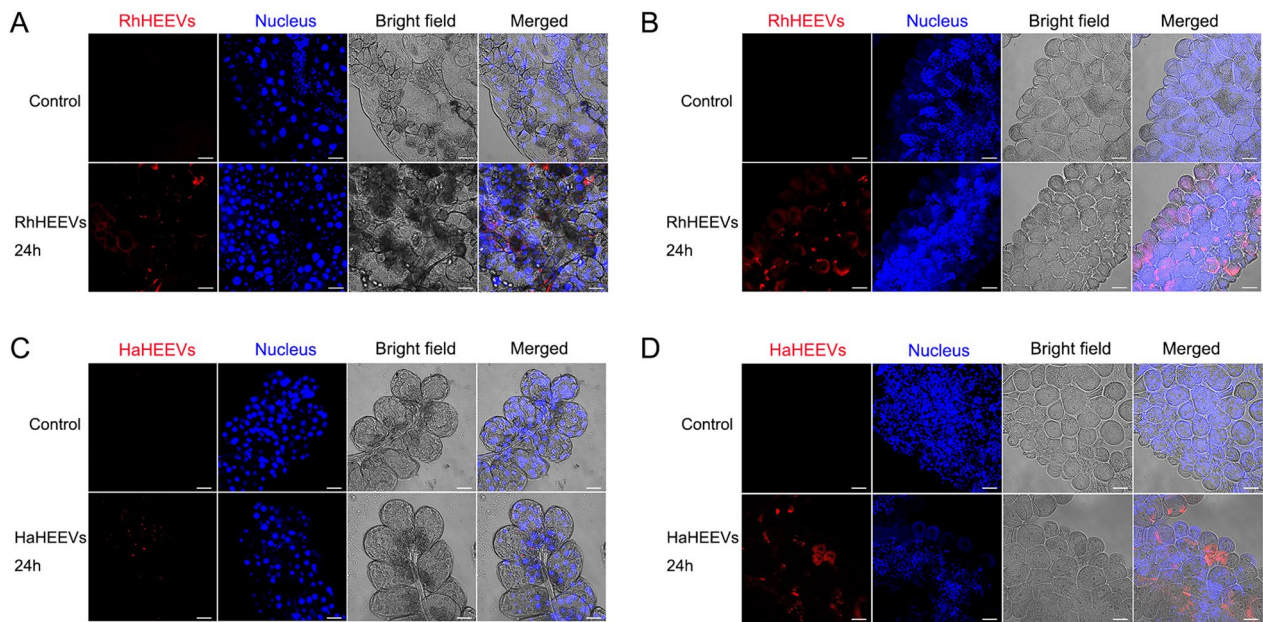 A
RhHEEVs Nucleus Bright field Merged
Control
RhHEEVs
24h
B
RhHEEVs Nucleus Bright field Merged
Control
RhHEEVs
24h
C
HaHEEVs Nucleus Bright field Merged
Control
HaHEEVs
24h
D
HaHEEVs Nucleus Bright field Merged
Control
HaHEEVs
24h